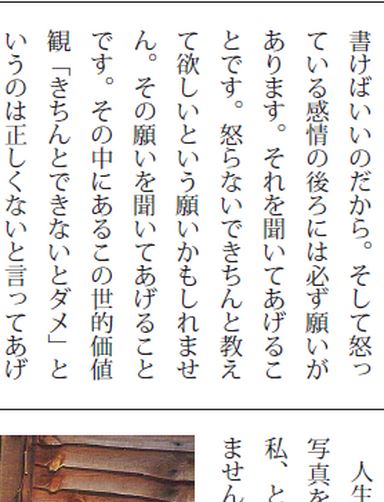 書けばいいのだから。そして怒っ
ている感情の後ろには必ず願いが
あります。それを聞いてあげるこ
とです。怒らないできちんと教え
て欲しいという願いかもしれませ
ん。その願いを聞いてあげること
です。その中にあるこの世的価値
観「きちんとできないとダメ」と
いうのは正しくないと言ってあげ
人生
写真を
私、と
ません